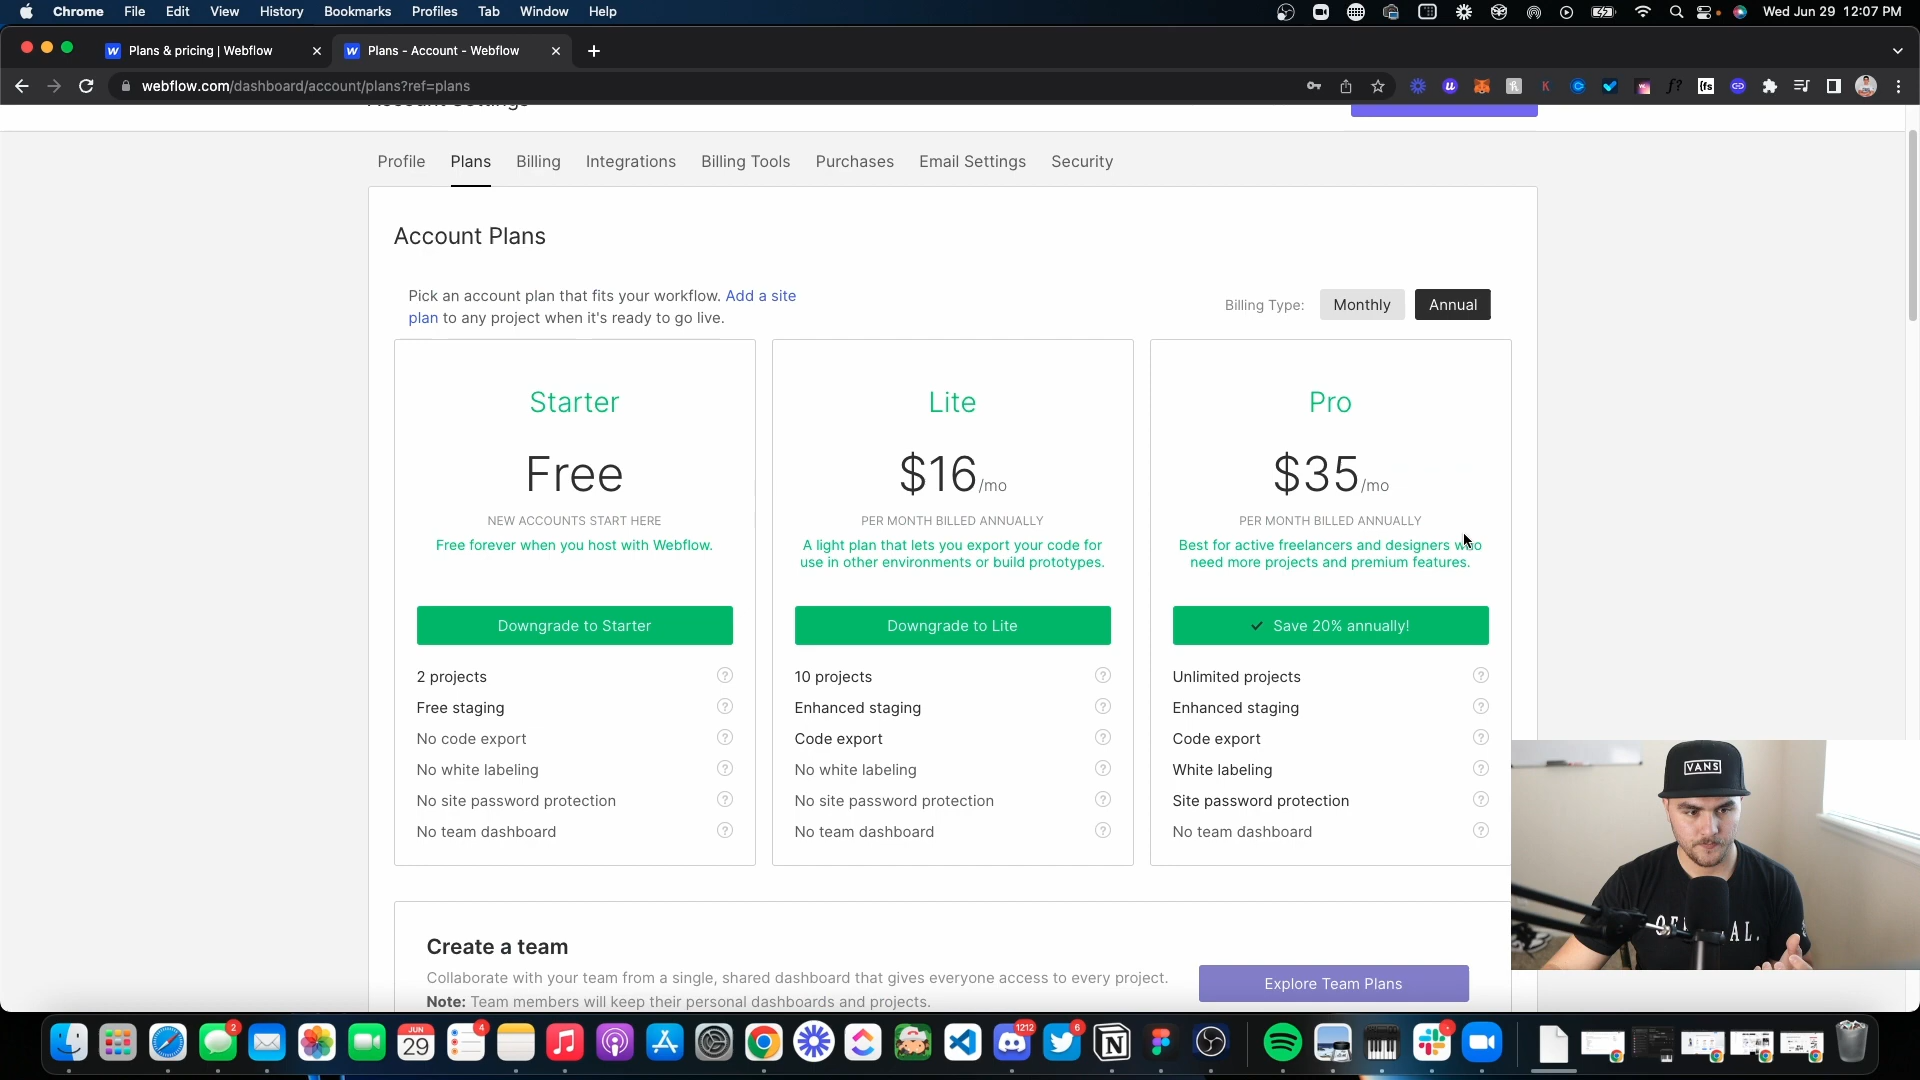 Chrome File Edit View History Bookmarks Profiles Tab Window Help
Wed Jun 29 12:07 PM
Plans & pricing | Webflow
Plans - Account - Webflow
webflow.com/dashboard/account/plans?ref=plans
Account Settings
Profile Plans Billing Integrations Billing Tools Purchases Email Settings Security
Account Plans
Pick an account plan that fits your workflow. Add a site
plan to any project when it's ready to go live.
Billing Type: Monthly Annual
Starter
Free
NEW ACCOUNTS START HERE
Free forever when you host with Webflow.
Downgrade to Starter
2 projects
Free staging
No code export
No white labeling
No site password protection
No team dashboard
Lite
$16/mo
PER MONTH BILLED ANNUALLY
A light plan that lets you export your code for
use in other environments or build prototypes.
Downgrade to Lite
10 projects
Enhanced staging
Code export
No white labeling
No site password protection
No team dashboard
Pro
$35/mo
PER MONTH BILLED ANNUALLY
Best for active freelancers and designers who
need more projects and premium features.
Save 20% annually!
Unlimited projects
Enhanced staging
Code export
White labeling
Site password protection
No team dashboard
Create a team
Collaborate with your team from a single, shared dashboard that gives everyone access to every project.
Note: Team members will keep their personal dashboards and projects.
Explore Team Plans
VANS
2
JUN
29
4
1212
6